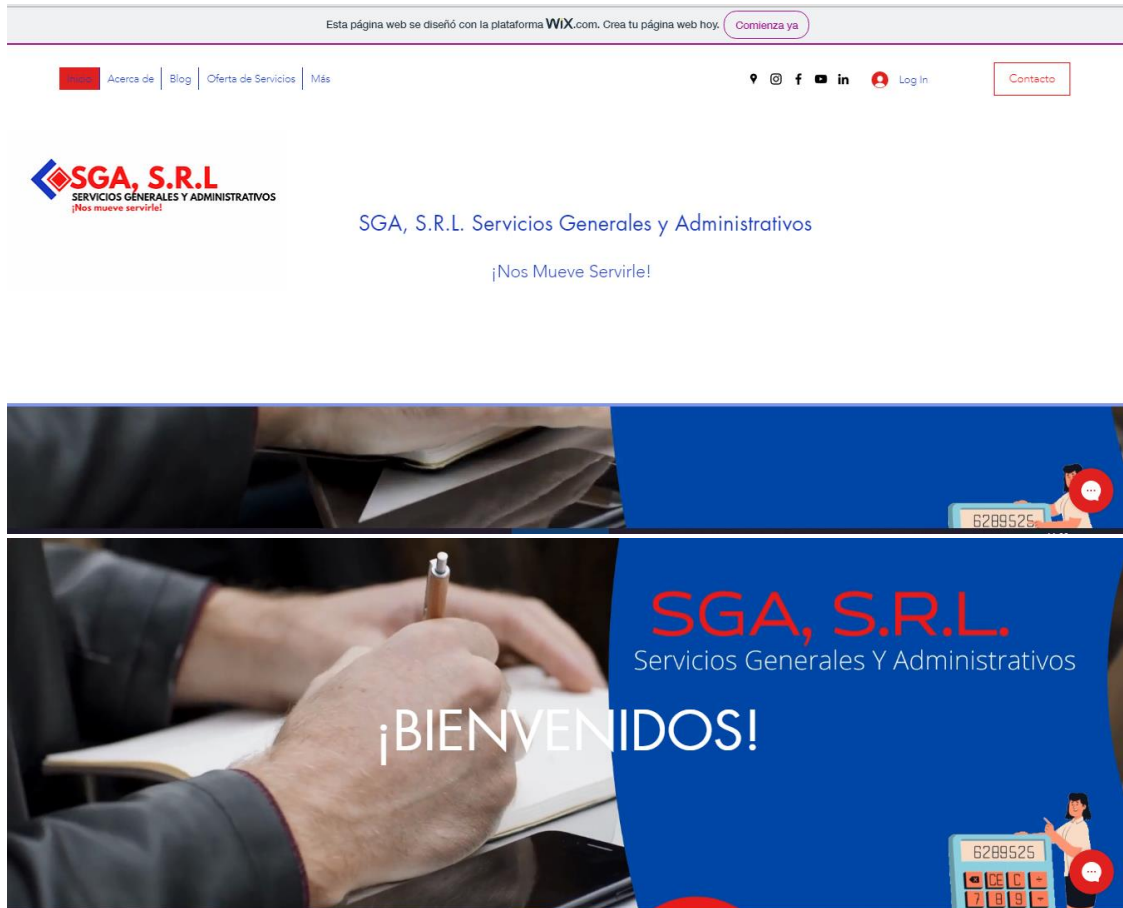 Esta página web se diseñó con la plataforma WiX.com. Crea tu página web hoy. Comienza ya
Inicio Acerca de Blog Oferta de Servicios Más Log In Contacto
SGA, S.R.L
SERVICIOS GENERALES Y ADMINISTRATIVOS
¡Nos mueve servirle!
SGA, S.R.L. Servicios Generales y Administrativos
¡Nos Mueve Servirle!
6289525
SGA, S.R.L.
Servicios Generales Y Administrativos
¡BIENVENIDOS!
6289525
CE C ÷
7 8 9 -